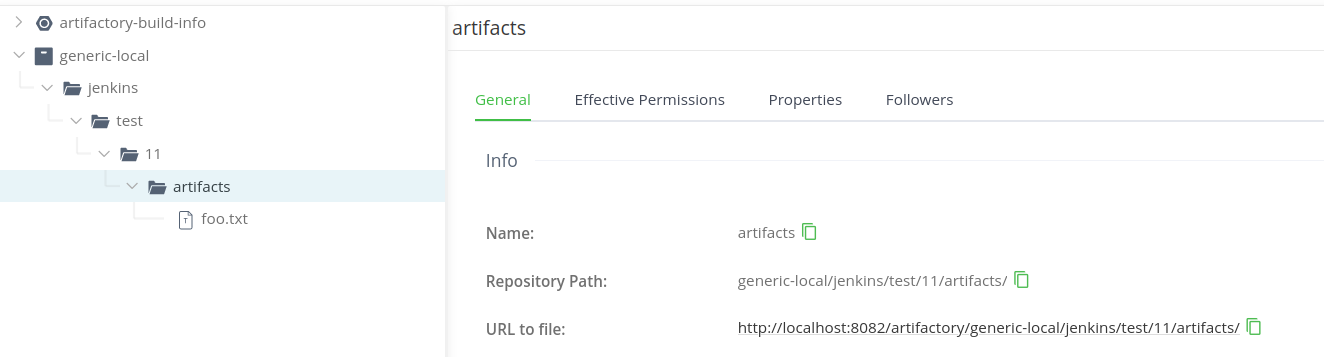 artifactory-build-info
generic-local
jenkins
test
11
artifacts
foo.txt
artifacts
General Effective Permissions Properties Followers
Info
Name: artifacts
Repository Path: generic-local/jenkins/test/11/artifacts/
URL to file: http://localhost:8082/artifactory/generic-local/jenkins/test/11/artifacts/